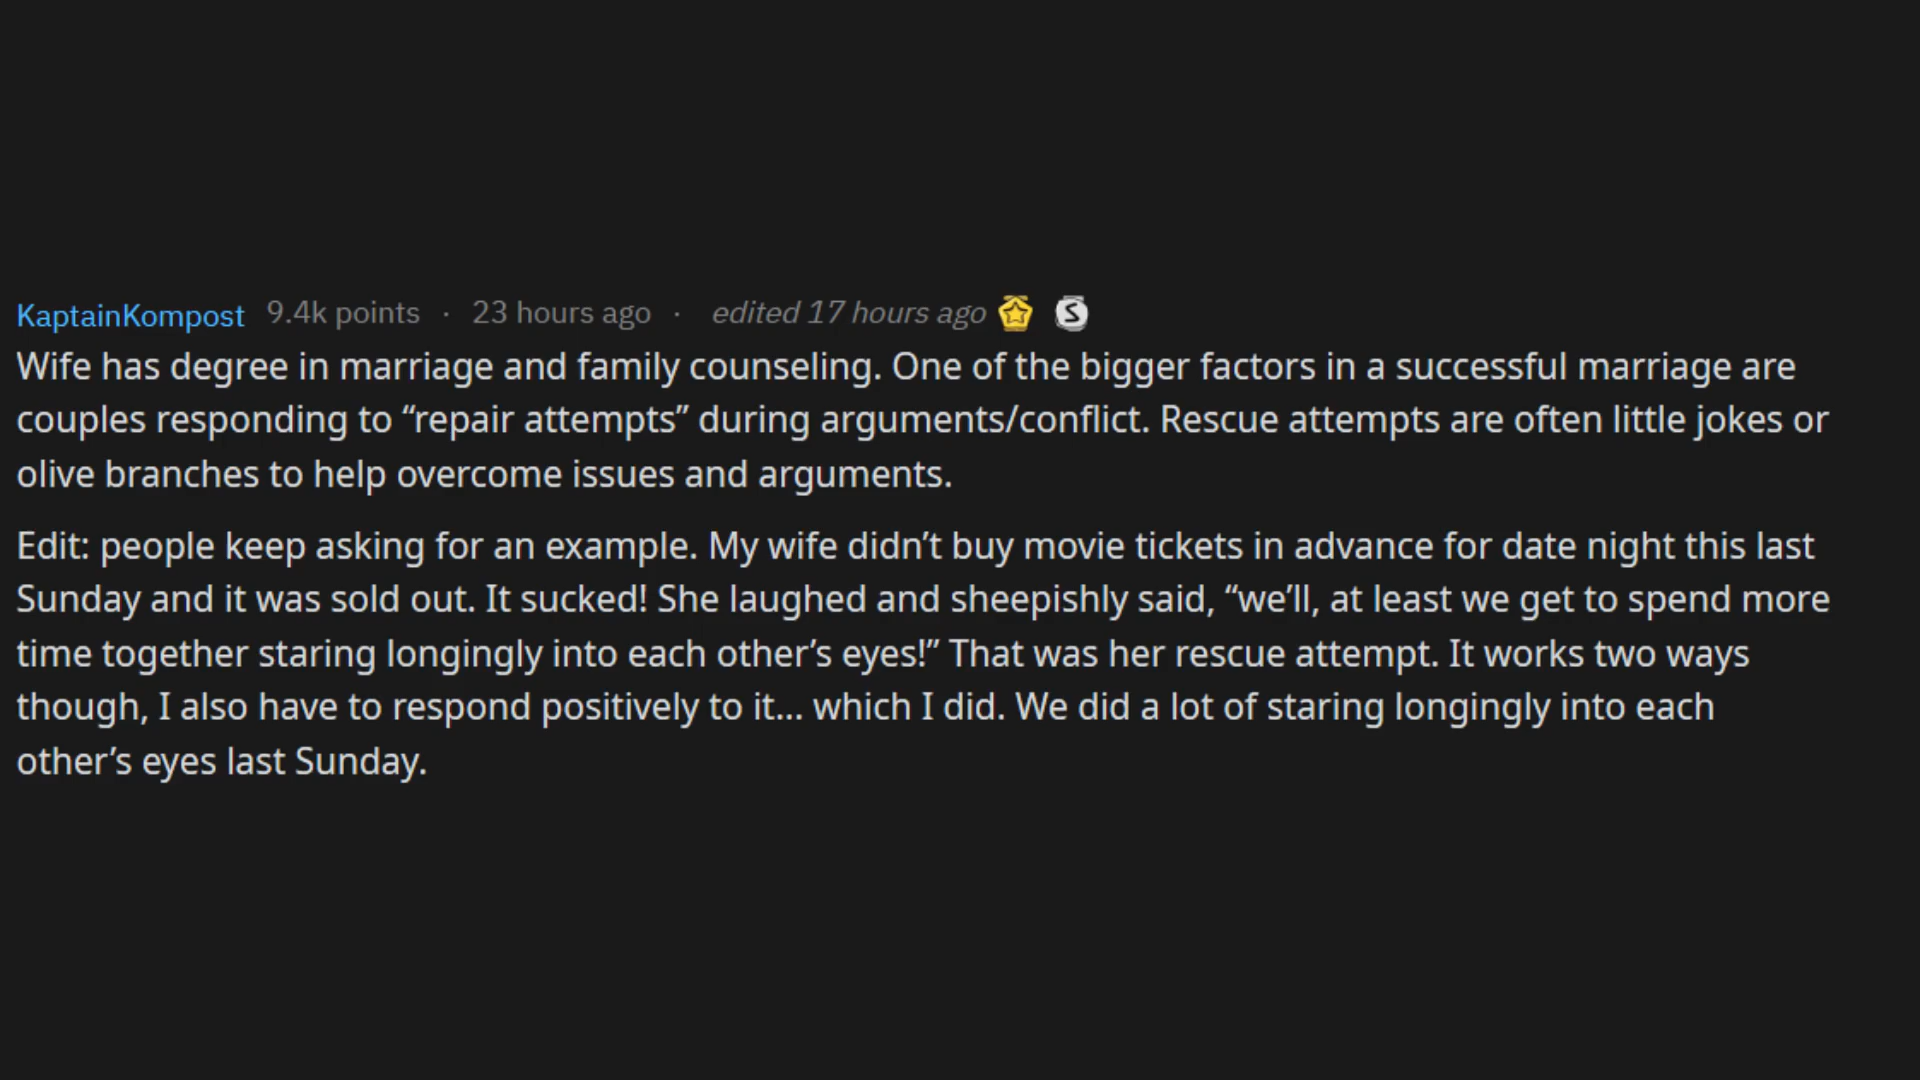 KaptainKompost 9.4k points · 23 hours ago · edited 17 hours ago
Wife has degree in marriage and family counseling. One of the bigger factors in a successful marriage are
couples responding to “repair attempts” during arguments/conflict. Rescue attempts are often little jokes or
olive branches to help overcome issues and arguments.
Edit: people keep asking for an example. My wife didn’t buy movie tickets in advance for date night this last
Sunday and it was sold out. It sucked! She laughed and sheepishly said, “we’ll, at least we get to spend more
time together staring longingly into each other’s eyes!” That was her rescue attempt. It works two ways
though, I also have to respond positively to it... which I did. We did a lot of staring longingly into each
other’s eyes last Sunday.